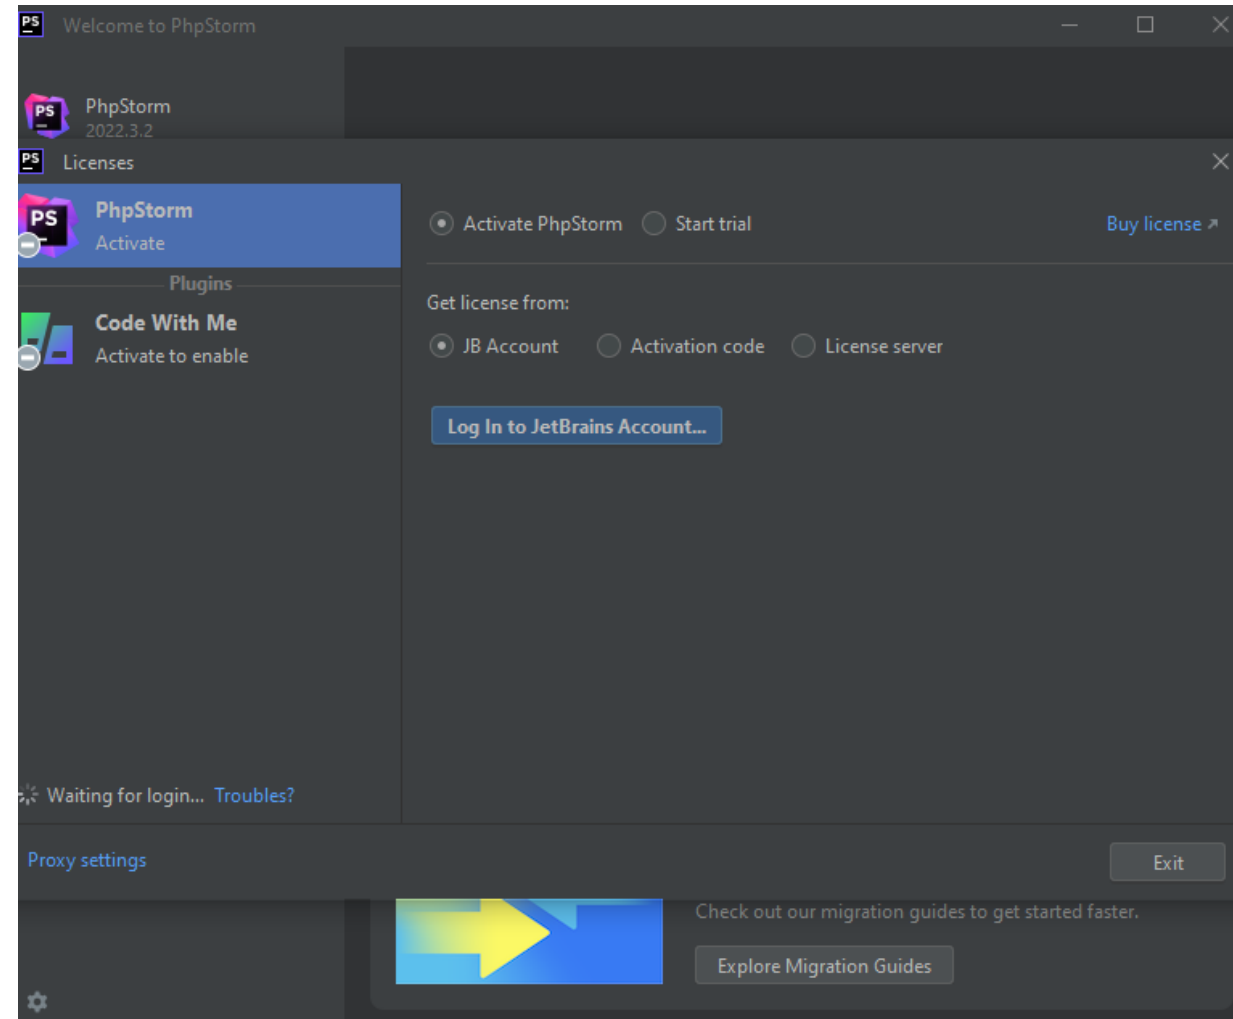 PS Welcome to PhpStorm
PS PhpStorm
2022.3.2
PS Licenses
PS PhpStorm
Activate
Activate PhpStorm Start trial Buy license
Plugins
Code With Me
Activate to enable
Get license from:
JB Account Activation code License server
Log In to JetBrains Account...
Waiting for login... Troubles?
Proxy settings
Exit
Check out our migration guides to get started faster.
Explore Migration Guides